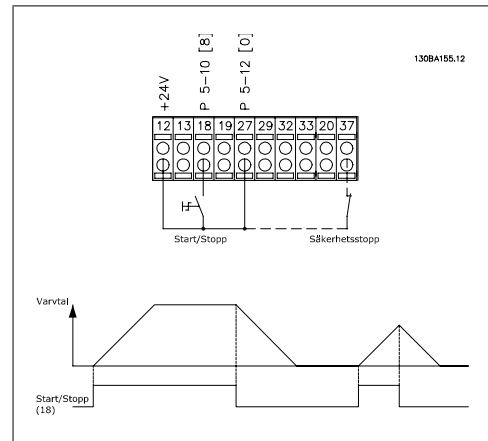 130BA155.12
+24V
P 5-10 [8]
P 5-12 [0]
12 13 18 19 27 29 32 33 20 37
Start/Stopp
Säkerhetsstopp
Varvtal
Start/Stopp
(18)